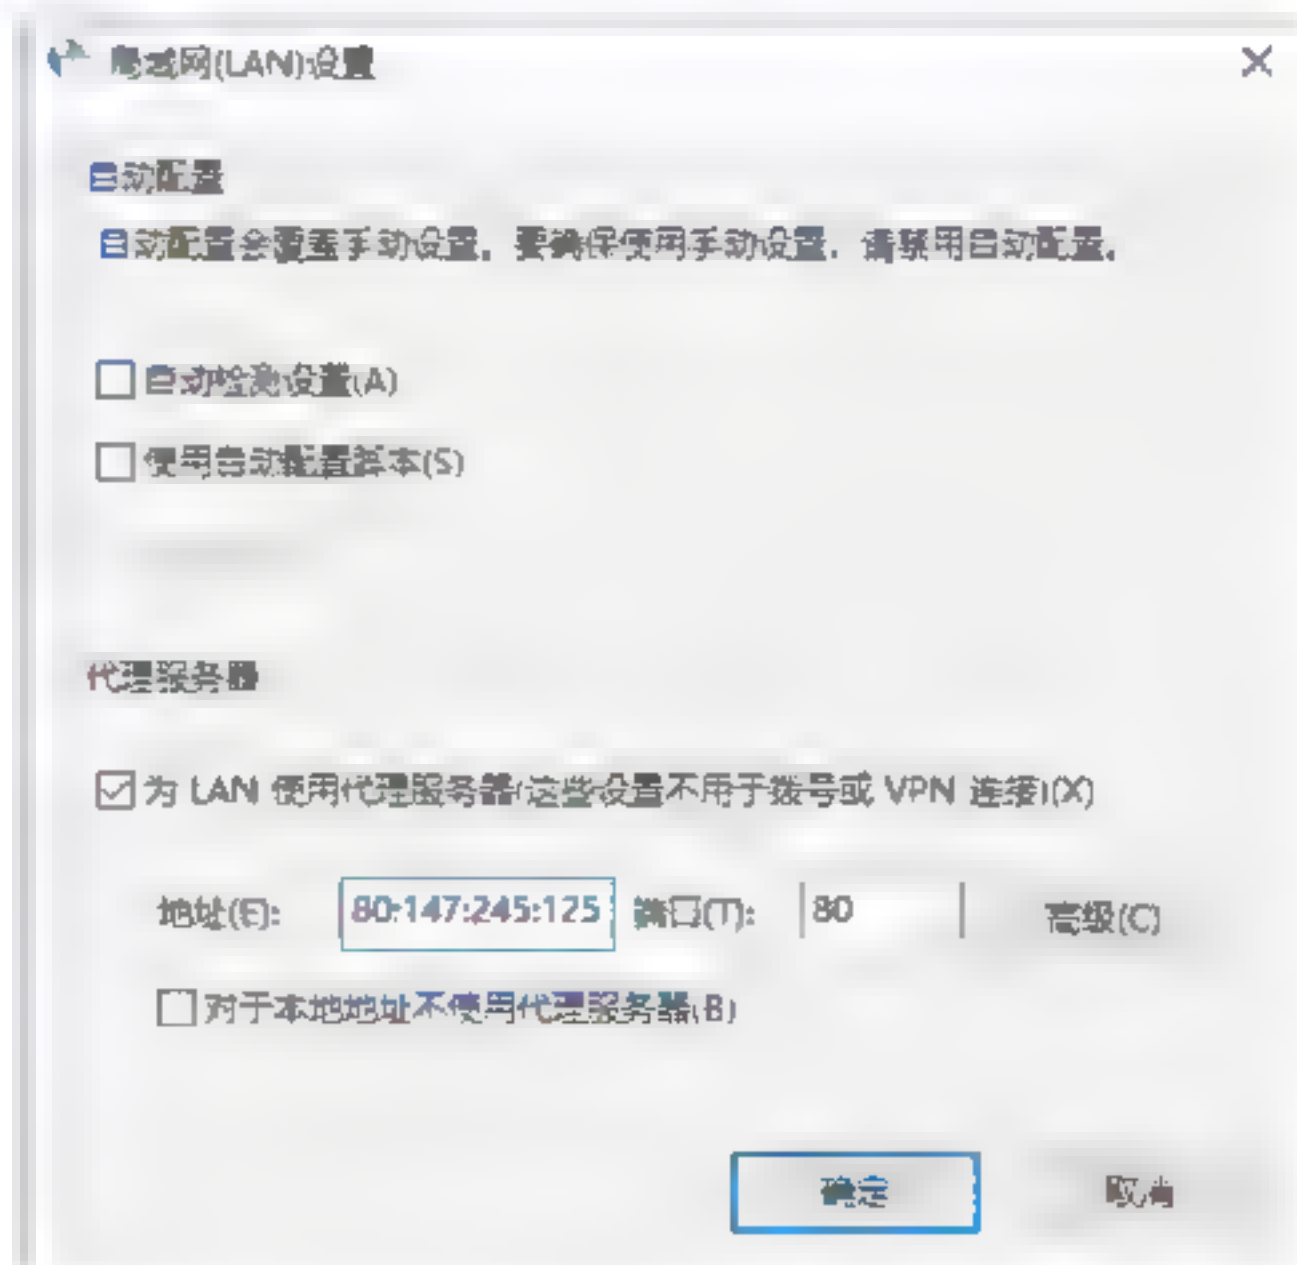 局域网(LAN)设置
自动配置
自动配置会覆盖手动设置。要确保使用手动设置，请禁用自动配置。
自动检测设置(A)
使用自动配置脚本(S)
代理服务器
为 LAN 使用代理服务器(这些设置不用于拨号或 VPN 连接)(X)
地址(E): 80:147:245:125 端口(T): 80 高级(C)
对于本地地址不使用代理服务器(B)
确定 取消